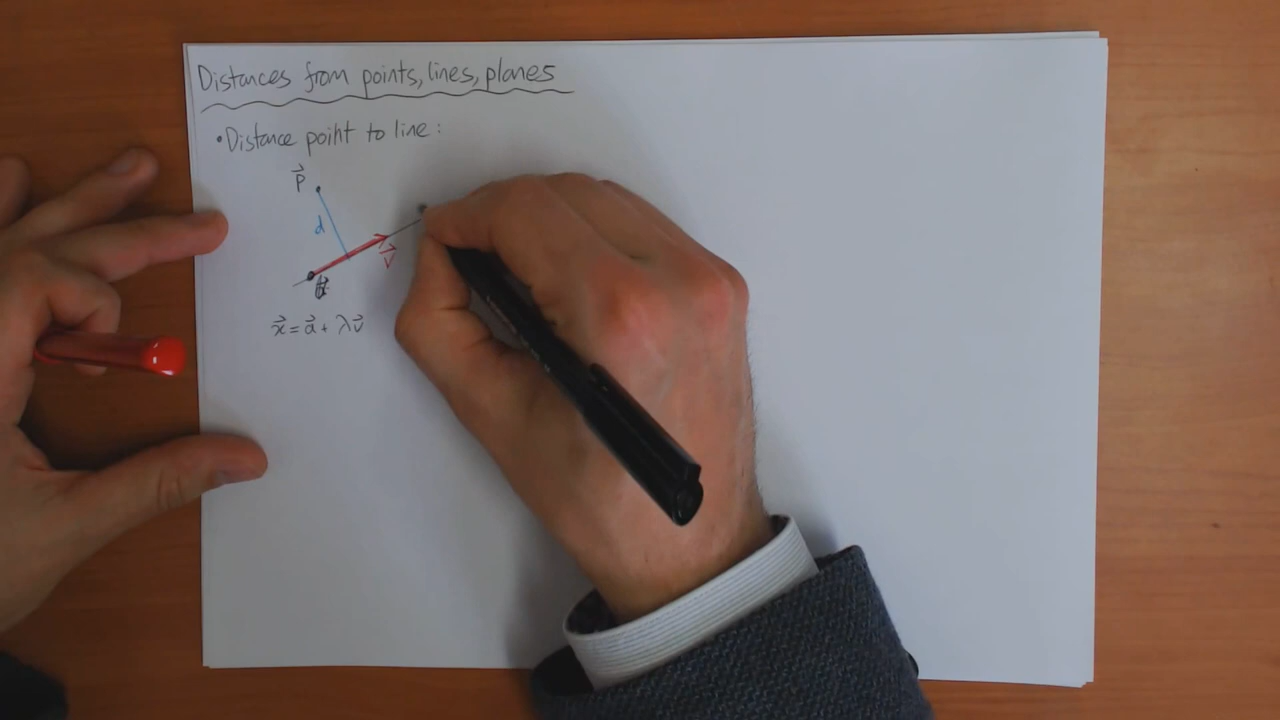 Distances from points, lines, planes
• Distance point to line:
p⃗
d
v⃗
x⃗ = a⃗ + λv⃗